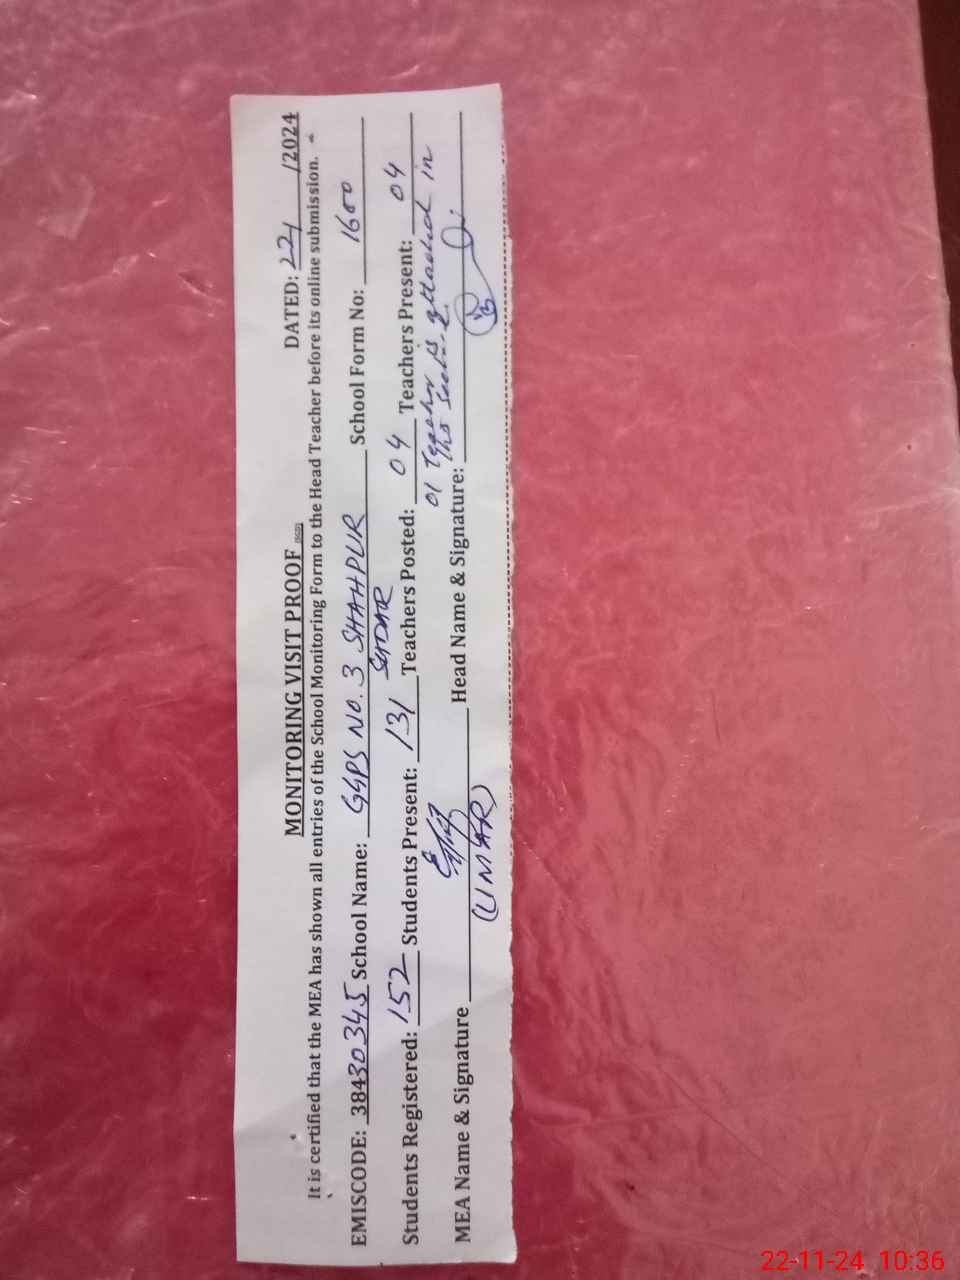 MONITORING VISIT PROOF DATED: 22/ /2024
It is certified that the MEA has shown all entries of the School Monitoring Form to the Head Teacher before its online submission.
EMISCODE: 38430345 School Name: GGPS NO. 3 SHAHPUR School Form No: 1600
SADAR
Students Registered: 152 Students Present: 131 Teachers Posted: 04 Teachers Present: 04
01 Teacher is attached in
this
MEA Name & Signature Head Name & Signature:
(UMAR)
22-11-24 10:36